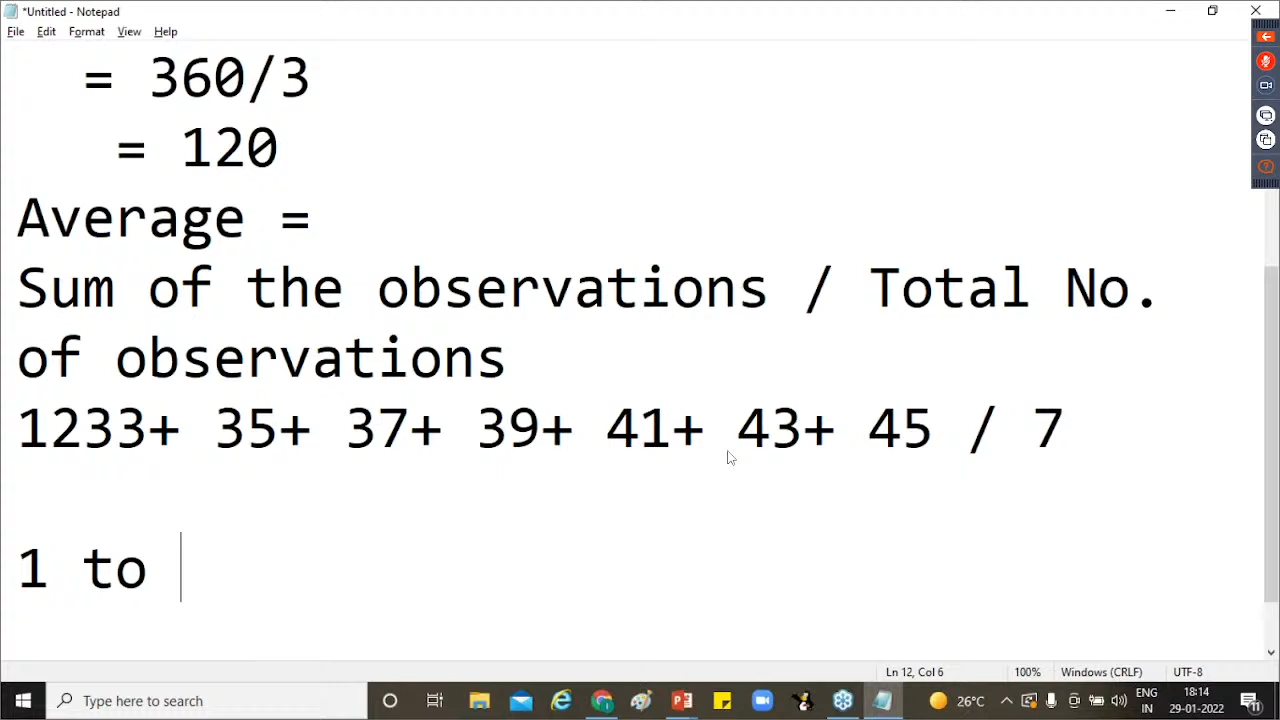 *Untitled - Notepad
File Edit Format View Help
= 360/3
= 120
Average =
Sum of the observations / Total No.
of observations
1233+ 35+ 37+ 39+ 41+ 43+ 45 / 7
1 to
Ln 12, Col 6 100% Windows (CRLF) UTF-8
Type here to search
26°C
ENG
IN
18:14
29-01-2022
11